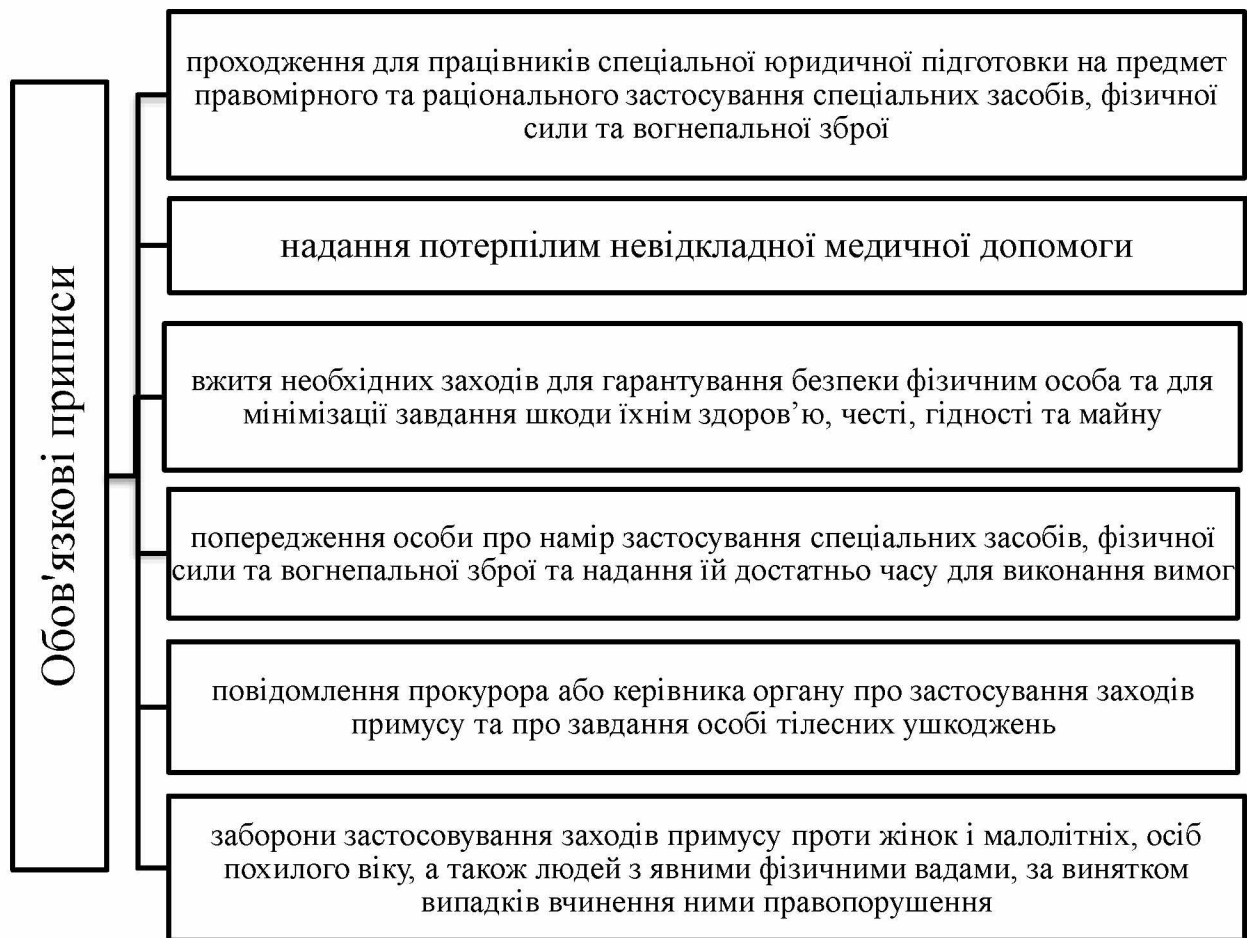 Обов'язкові приписи
проходження для працівників спеціальної юридичної підготовки на предмет
правомірного та раціонального застосування спеціальних засобів, фізичної
сили та вогнепальної зброї
надання потерпілим невідкладної медичної допомоги
вжитя необхідних заходів для гарантування безпеки фізичним особа та для
мінімізації завдання шкоди їхнім здоров’ю, честі, гідності та майну
попередження особи про намір застосування спеціальних засобів, фізичної
сили та вогнепальної зброї та надання їй достатньо часу для виконання вимог
повідомлення прокурора або керівника органу про застосування заходів
примусу та про завдання особі тілесних ушкоджень
заборони застосовування заходів примусу проти жінок і малолітніх, осіб
похилого віку, а також людей з явними фізичними вадами, за винятком
випадків вчинення ними правопорушення